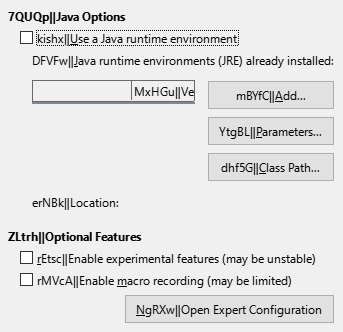 7QUQp||Java Options
kishx||Use a Java runtime environment
DFVFw||Java runtime environments (JRE) already installed:
MxHGu||Ve
mBYfC||Add...
YtgBL||Parameters...
dhf5G||Class Path...
erNBk||Location:
ZLtrh||Optional Features
rEtsc||Enable experimental features (may be unstable)
rMVcA||Enable macro recording (may be limited)
NgRXw||Open Expert Configuration